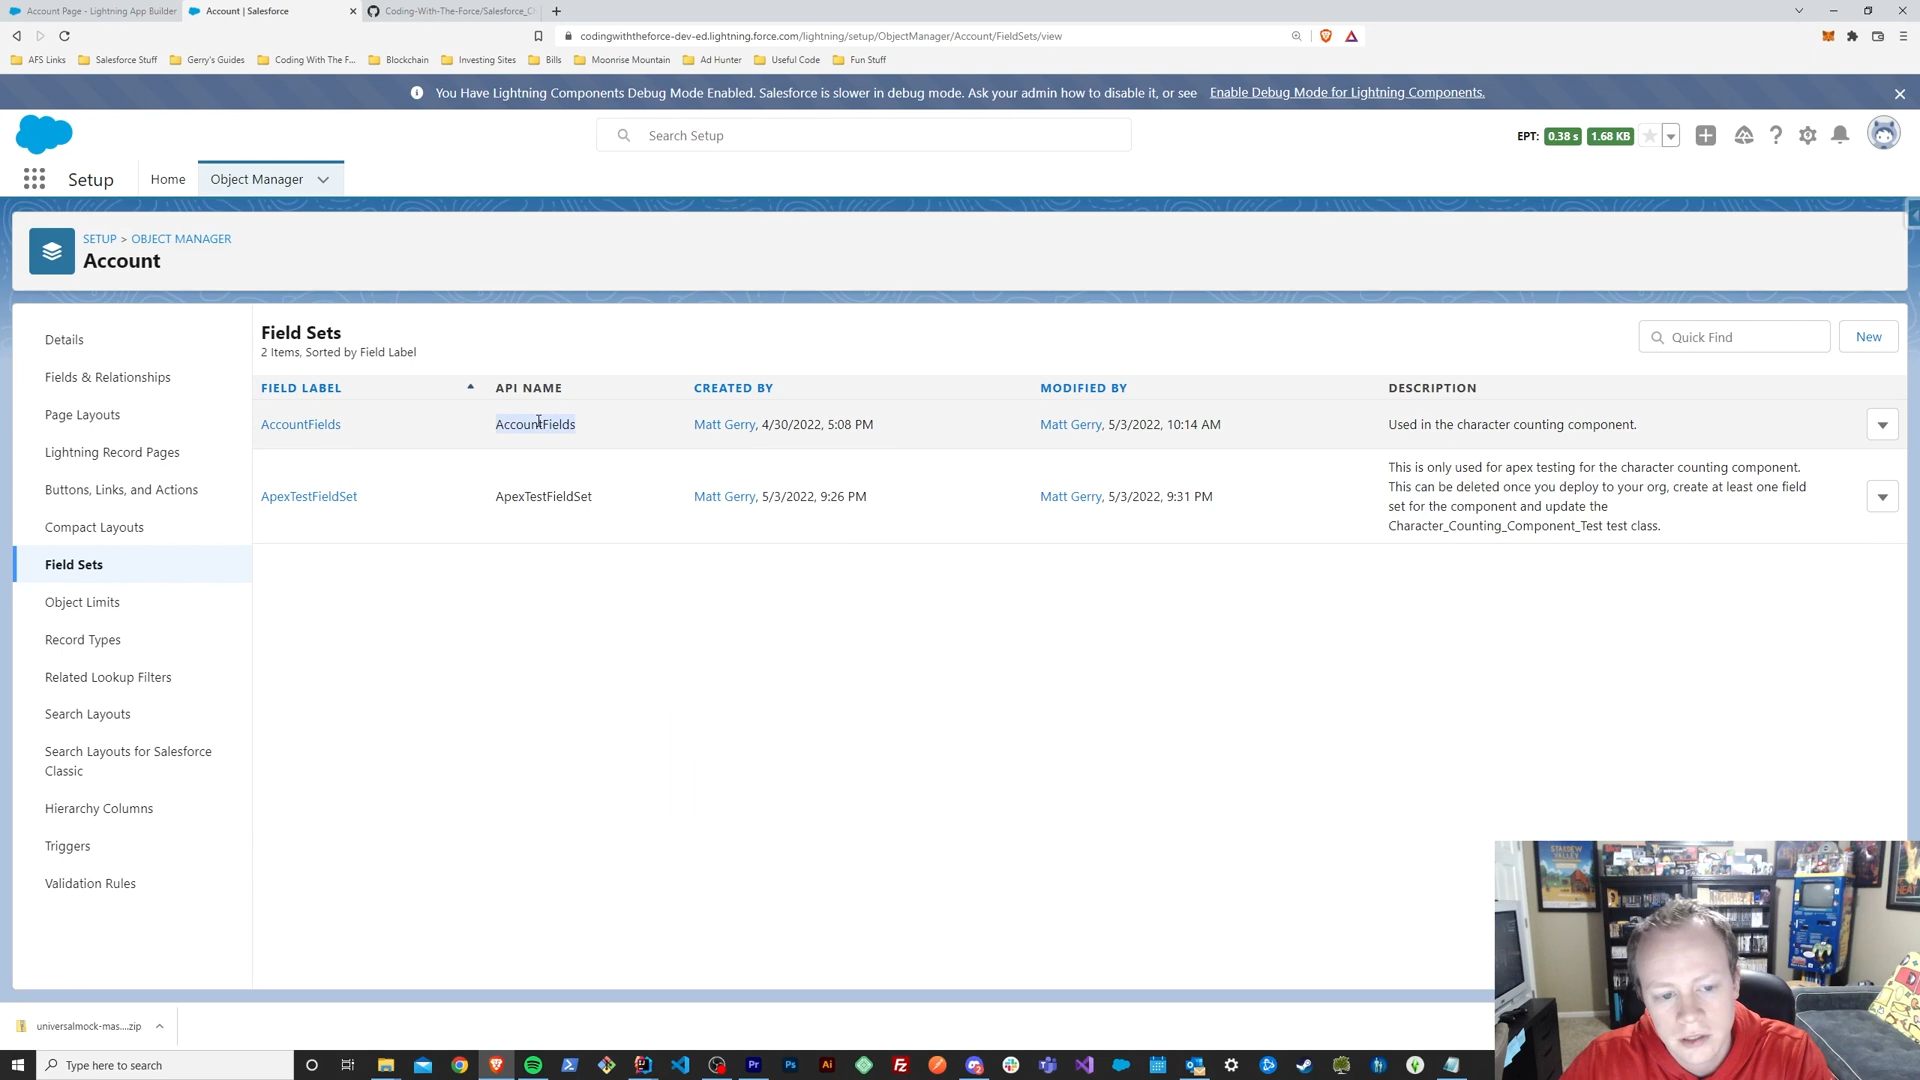 Account Page - Lightning App Builder
Account | Salesforce
Coding-With-The-Force/Salesforce_C
codingwiththeforce-dev-ed.lightning.force.com/lightning/setup/ObjectManager/Account/FieldSets/view
AFS Links
Salesforce Stuff
Gerry's Guides
Coding With The F...
Blockchain
Investing Sites
Bills
Moonrise Mountain
Ad Hunter
Useful Code
Fun Stuff
You Have Lightning Components Debug Mode Enabled. Salesforce is slower in debug mode. Ask your admin how to disable it, or see Enable Debug Mode for Lightning Components.
Search Setup
EPT: 0.38 s 1.68 KB
Setup
Home
Object Manager
SETUP > OBJECT MANAGER
Account
Details
Fields & Relationships
Page Layouts
Lightning Record Pages
Buttons, Links, and Actions
Compact Layouts
Field Sets
Object Limits
Record Types
Related Lookup Filters
Search Layouts
Search Layouts for Salesforce
Classic
Hierarchy Columns
Triggers
Validation Rules
Field Sets
2 Items, Sorted by Field Label
Quick Find
New
FIELD LABEL API NAME CREATED BY MODIFIED BY DESCRIPTION
AccountFields AccountFields Matt Gerry, 4/30/2022, 5:08 PM Matt Gerry, 5/3/2022, 10:14 AM Used in the character counting component.
ApexTestFieldSet ApexTestFieldSet Matt Gerry, 5/3/2022, 9:26 PM Matt Gerry, 5/3/2022, 9:31 PM
This is only used for apex testing for the character counting component.
This can be deleted once you deploy to your org, create at least one field
set for the component and update the
Character_Counting_Component_Test test class.
STARDEW
VALLEY
universalmock-mas....zip
Type here to search